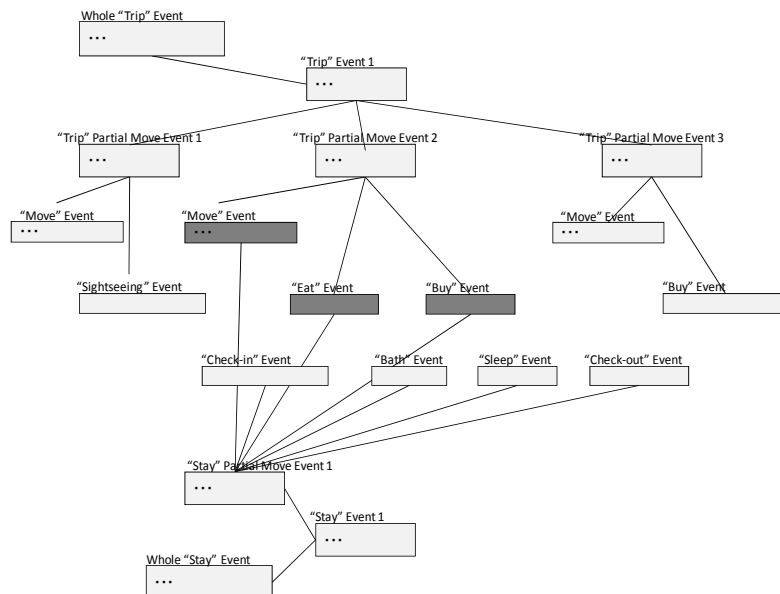 Whole “Trip” Event
•••
“Trip” Event 1
•••
“Trip” Partial Move Event 1
•••
“Trip” Partial Move Event 2
•••
“Trip” Partial Move Event 3
•••
“Move” Event
•••
“Move” Event
•••
“Move” Event
•••
“Sightseeing” Event
“Eat” Event
“Buy” Event
“Buy” Event
“Check-in” Event
“Bath” Event
“Sleep” Event
“Check-out” Event
“Stay” Partial Move Event 1
•••
“Stay” Event 1
•••
Whole “Stay” Event
•••